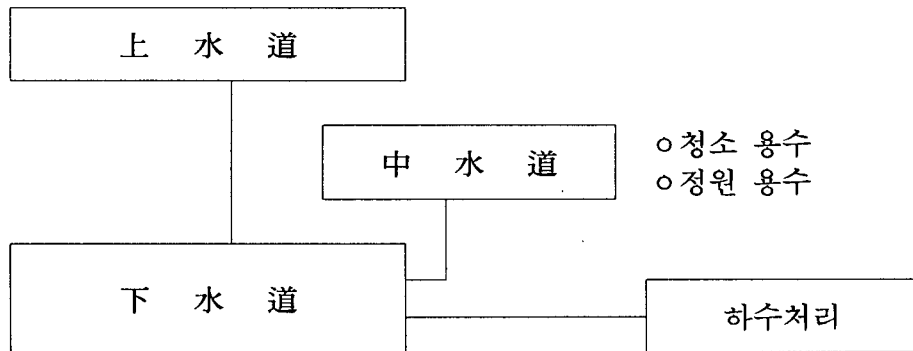 上 水 道
中 水 道
○청소 용수
○정원 용수
下 水 道
하수처리